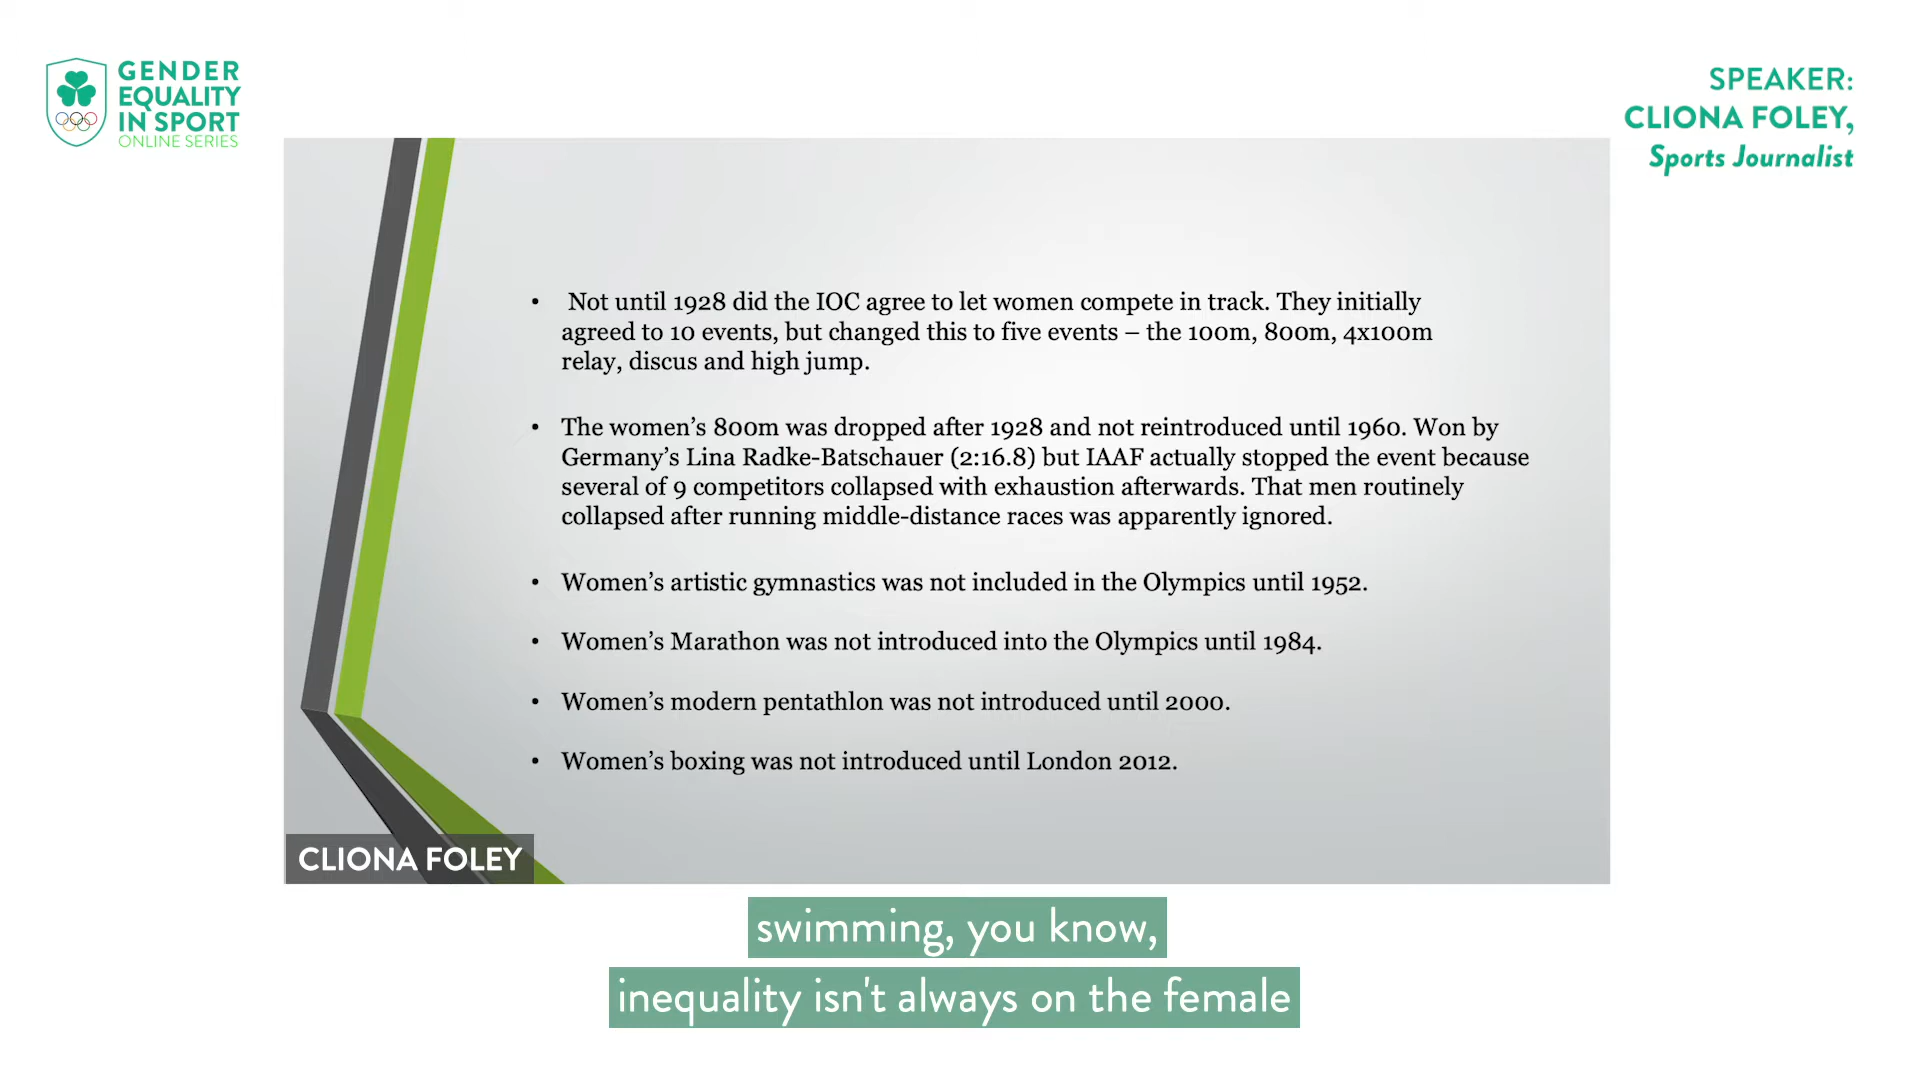 GENDER
EQUALITY
IN SPORT
ONLINE SERIES
SPEAKER:
CLIONA FOLEY,
Sports Journalist
• Not until 1928 did the IOC agree to let women compete in track. They initially
agreed to 10 events, but changed this to five events – the 100m, 800m, 4x100m
relay, discus and high jump.
• The women’s 800m was dropped after 1928 and not reintroduced until 1960. Won by
Germany’s Lina Radke-Batschauer (2:16.8) but IAAF actually stopped the event because
several of 9 competitors collapsed with exhaustion afterwards. That men routinely
collapsed after running middle-distance races was apparently ignored.
• Women’s artistic gymnastics was not included in the Olympics until 1952.
• Women’s Marathon was not introduced into the Olympics until 1984.
• Women’s modern pentathlon was not introduced until 2000.
• Women’s boxing was not introduced until London 2012.
CLIONA FOLEY
swimming, you know,
inequality isn't always on the female